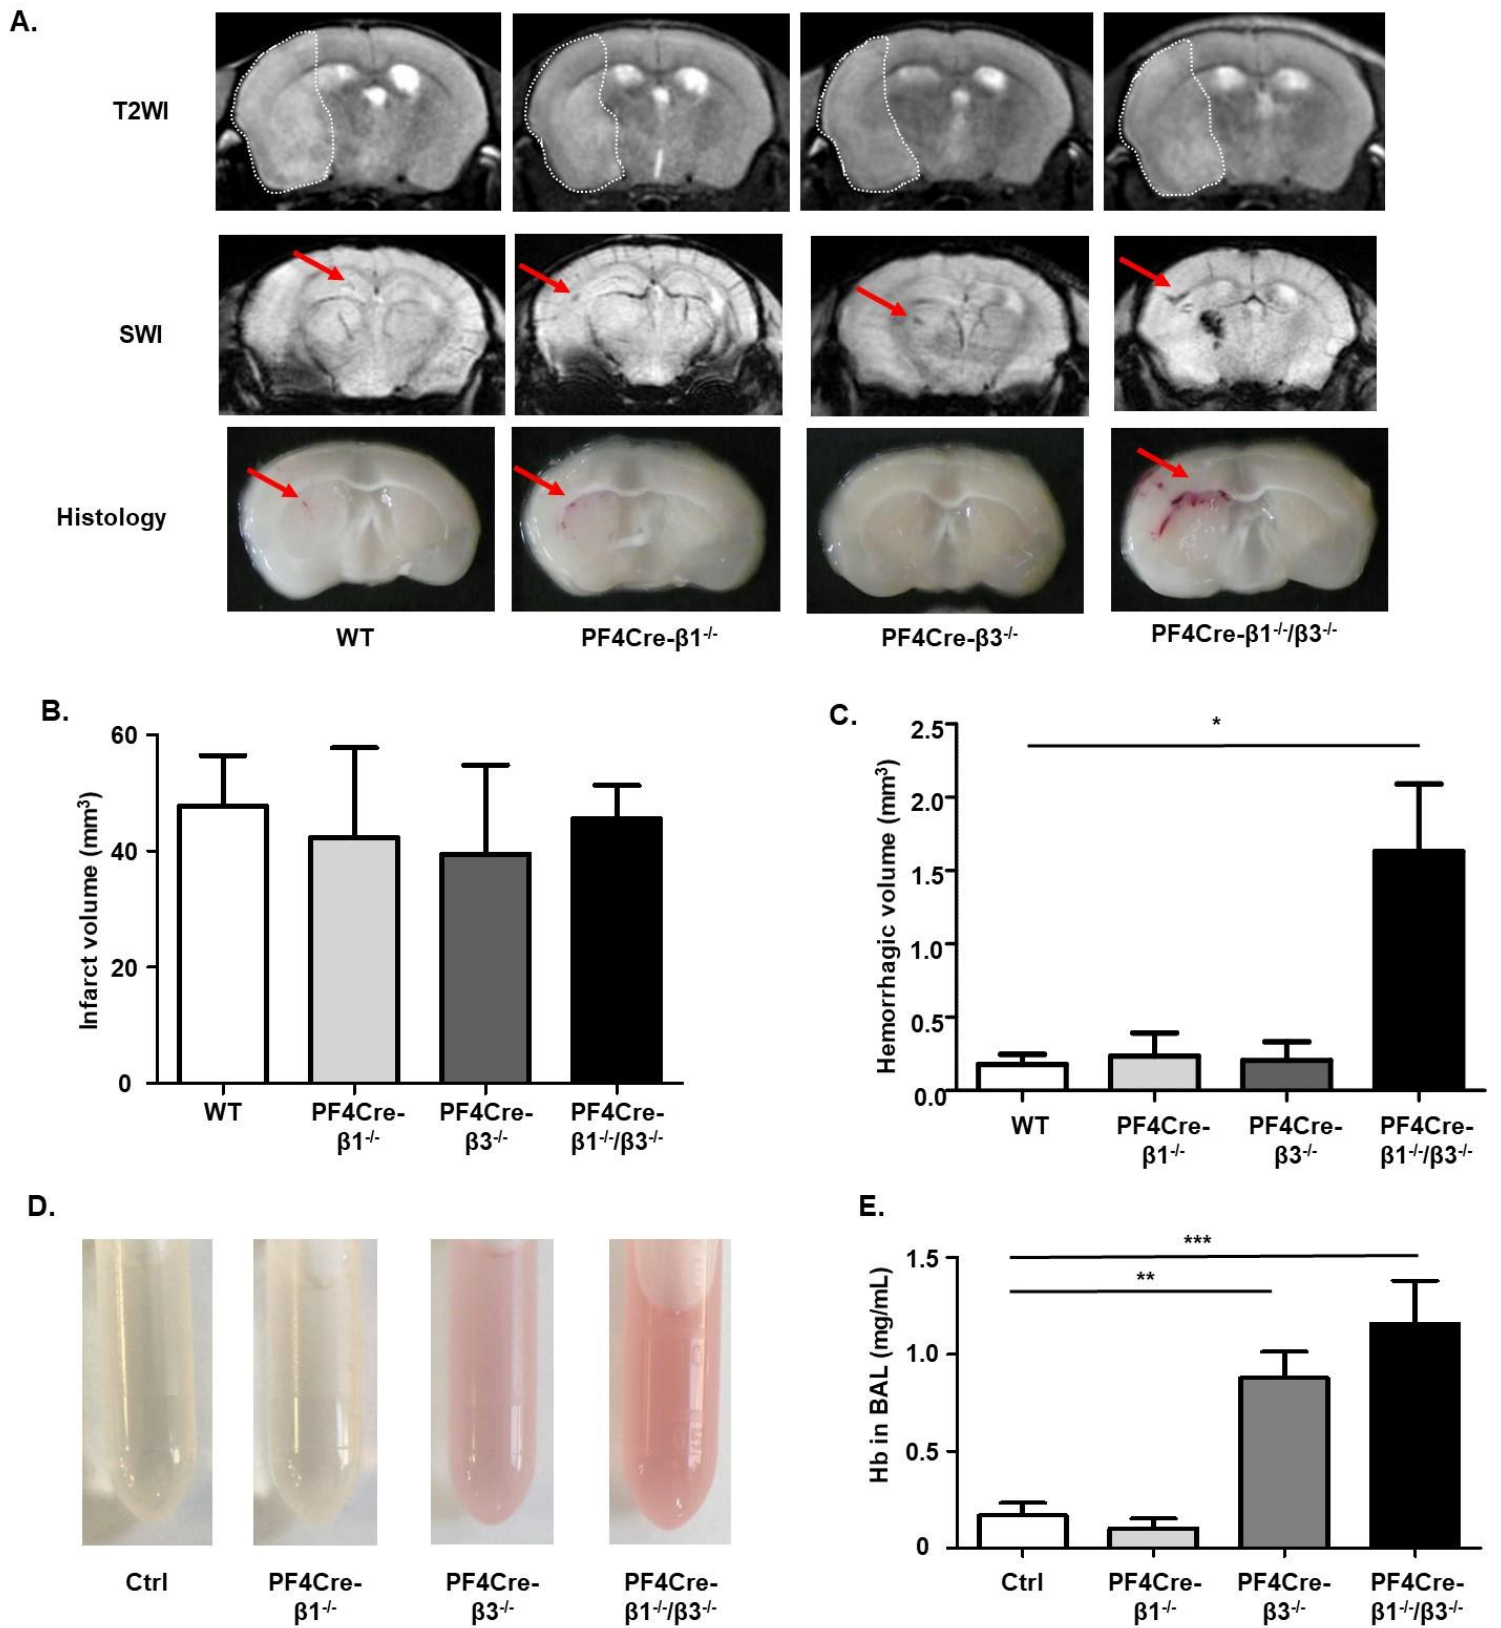 A.
T2WI
SWI
Histology
WT
PF4Cre-β1-/-
PF4Cre-β3-/-
PF4Cre-β1-/-/β3-/-
B.
Infarct volume (mm3)
60
40
20
0
WT
PF4Cre-
β1-/-
PF4Cre-
β3-/-
PF4Cre-
β1-/-/β3-/-
C.
Hemorrhagic volume (mm3)
2.5
2.0
1.5
1.0
0.5
0.0
*
WT
PF4Cre-
β1-/-
PF4Cre-
β3-/-
PF4Cre-
β1-/-/β3-/-
D.
Ctrl
PF4Cre-
β1-/-
PF4Cre-
β3-/-
PF4Cre-
β1-/-/β3-/-
E.
Hb in BAL (mg/mL)
1.5
1.0
0.5
0
***
**
Ctrl
PF4Cre-
β1-/-
PF4Cre-
β3-/-
PF4Cre-
β1-/-/β3-/-